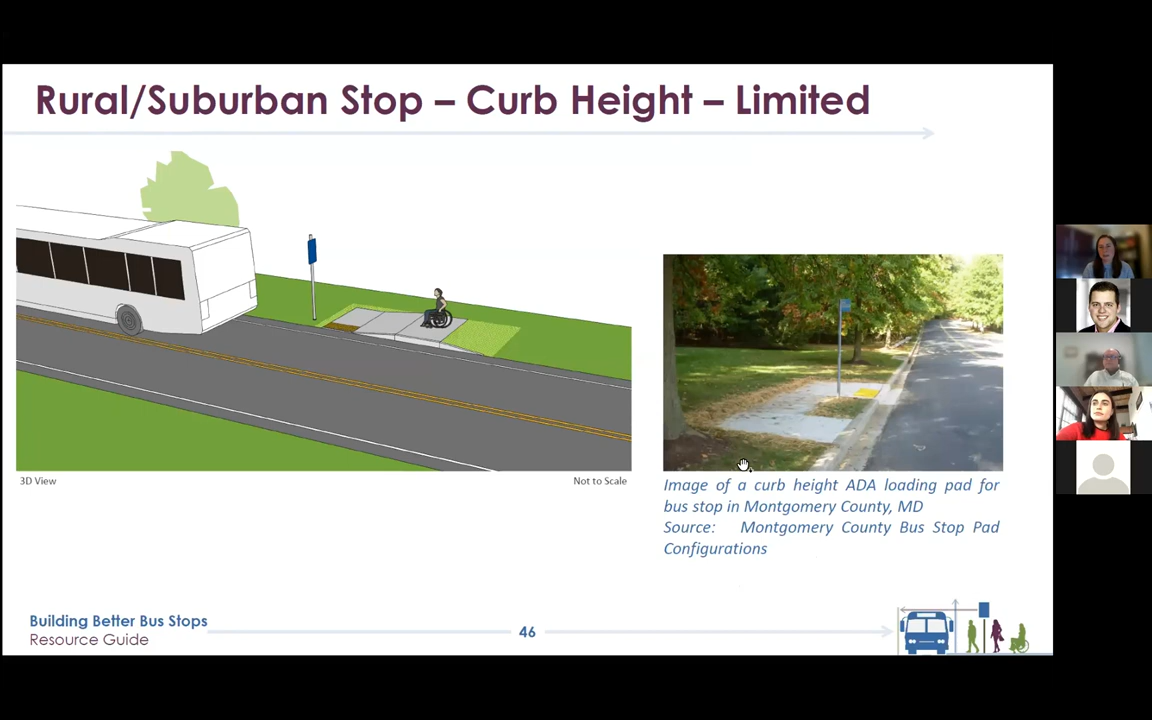 Rural/Suburban Stop – Curb Height – Limited
3D View
Not to Scale
Image of a curb height ADA loading pad for
bus stop in Montgomery County, MD
Source: Montgomery County Bus Stop Pad
Configurations
Building Better Bus Stops
Resource Guide
46